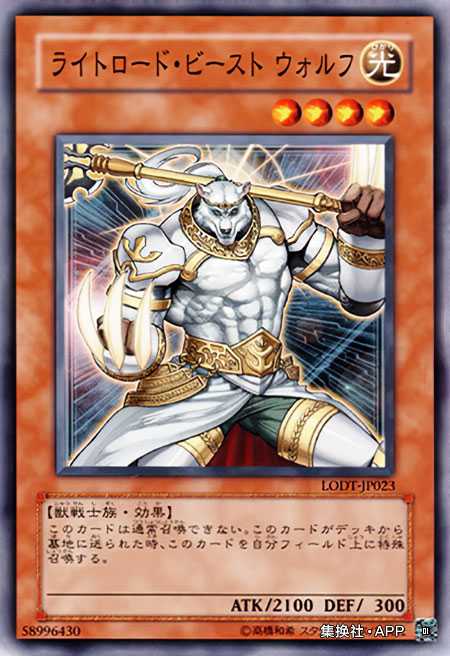 ライトロード・ビースト ウォルフ
光
LODT-JP023
【獣戦士族・効果】
このカードは通常召喚できない。このカードがデッキから
墓地に送られた時、このカードを自分フィールド上に特殊
召喚する。
ATK/2100 DEF/ 300
58996430
©高橋和希 スタ
集換社・APP